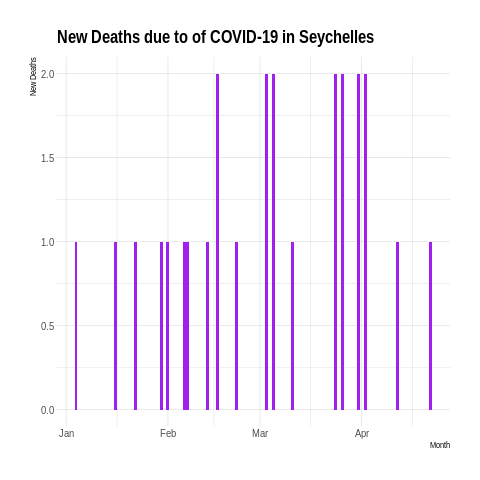 New Deaths due to of COVID-19 in Seychelles
New Deaths
2.0
1.5
1.0
0.5
0.0
Jan Feb Mar Apr
Month